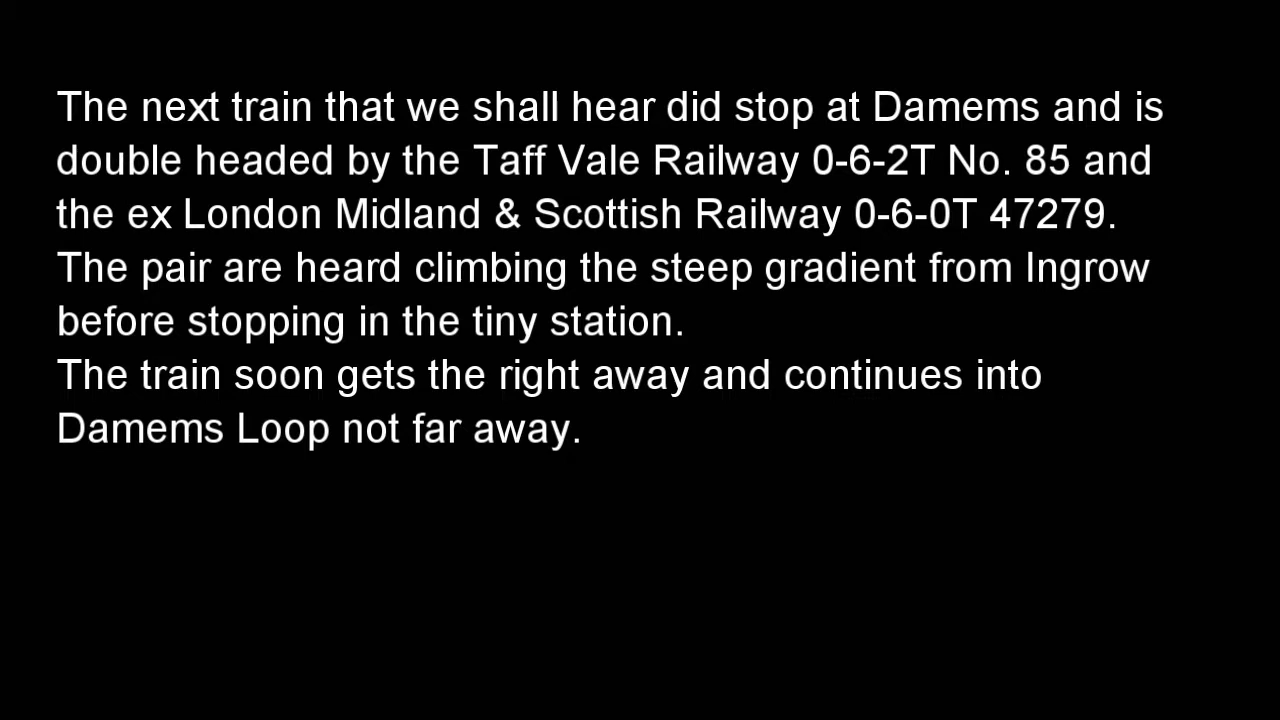 The next train that we shall hear did stop at Damems and is
double headed by the Taff Vale Railway 0-6-2T No. 85 and
the ex London Midland & Scottish Railway 0-6-0T 47279.
The pair are heard climbing the steep gradient from Ingrow
before stopping in the tiny station.
The train soon gets the right away and continues into
Damems Loop not far away.